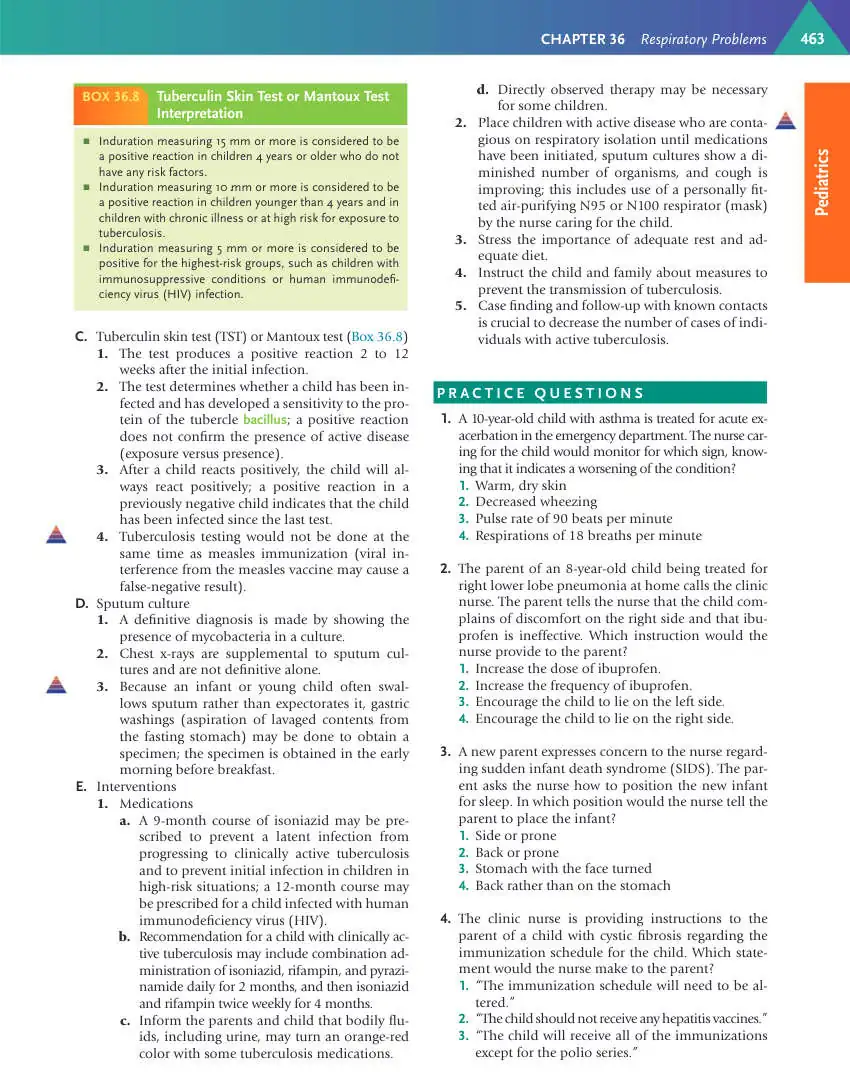 CHAPTER 36 Respiratory Problems 463
BOX 36.8 Tuberculin Skin Test or Mantoux Test
Interpretation
■ Induration measuring 15 mm or more is considered to be
a positive reaction in children 4 years or older who do not
have any risk factors.
■ Induration measuring 10 mm or more is considered to be
a positive reaction in children younger than 4 years and in
children with chronic illness or at high risk for exposure to
tuberculosis.
■ Induration measuring 5 mm or more is considered to be
positive for the highest-risk groups, such as children with
immunosuppressive conditions or human immunodefi-
ciency virus (HIV) infection.
C. Tuberculin skin test (TST) or Mantoux test (Box 36.8)
1. The test produces a positive reaction 2 to 12
weeks after the initial infection.
2. The test determines whether a child has been in-
fected and has developed a sensitivity to the pro-
tein of the tubercle bacillus; a positive reaction
does not confirm the presence of active disease
(exposure versus presence).
3. After a child reacts positively, the child will al-
ways react positively; a positive reaction in a
previously negative child indicates that the child
has been infected since the last test.
4. Tuberculosis testing would not be done at the
same time as measles immunization (viral in-
terference from the measles vaccine may cause a
false-negative result).
D. Sputum culture
1. A definitive diagnosis is made by showing the
presence of mycobacteria in a culture.
2. Chest x-rays are supplemental to sputum cul-
tures and are not definitive alone.
3. Because an infant or young child often swal-
lows sputum rather than expectorates it, gastric
washings (aspiration of lavaged contents from
the fasting stomach) may be done to obtain a
specimen; the specimen is obtained in the early
morning before breakfast.
E. Interventions
1. Medications
a. A 9-month course of isoniazid may be pre-
scribed to prevent a latent infection from
progressing to clinically active tuberculosis
and to prevent initial infection in children in
high-risk situations; a 12-month course may
be prescribed for a child infected with human
immunodeficiency virus (HIV).
b. Recommendation for a child with clinically ac-
tive tuberculosis may include combination ad-
ministration of isoniazid, rifampin, and pyrazi-
namide daily for 2 months, and then isoniazid
and rifampin twice weekly for 4 months.
c. Inform the parents and child that bodily flu-
ids, including urine, may turn an orange-red
color with some tuberculosis medications.
d. Directly observed therapy may be necessary
for some children.
2. Place children with active disease who are conta-
gious on respiratory isolation until medications
have been initiated, sputum cultures show a di-
minished number of organisms, and cough is
improving; this includes use of a personally fit-
ted air-purifying N95 or N100 respirator (mask)
by the nurse caring for the child.
3. Stress the importance of adequate rest and ad-
equate diet.
4. Instruct the child and family about measures to
prevent the transmission of tuberculosis.
5. Case finding and follow-up with known contacts
is crucial to decrease the number of cases of indi-
viduals with active tuberculosis.
PRACTICE QUESTIONS
1. A 10-year-old child with asthma is treated for acute ex-
acerbation in the emergency department. The nurse car-
ing for the child would monitor for which sign, know-
ing that it indicates a worsening of the condition?
1. Warm, dry skin
2. Decreased wheezing
3. Pulse rate of 90 beats per minute
4. Respirations of 18 breaths per minute
2. The parent of an 8-year-old child being treated for
right lower lobe pneumonia at home calls the clinic
nurse. The parent tells the nurse that the child com-
plains of discomfort on the right side and that ibu-
profen is ineffective. Which instruction would the
nurse provide to the parent?
1. Increase the dose of ibuprofen.
2. Increase the frequency of ibuprofen.
3. Encourage the child to lie on the left side.
4. Encourage the child to lie on the right side.
3. A new parent expresses concern to the nurse regard-
ing sudden infant death syndrome (SIDS). The par-
ent asks the nurse how to position the new infant
for sleep. In which position would the nurse tell the
parent to place the infant?
1. Side or prone
2. Back or prone
3. Stomach with the face turned
4. Back rather than on the stomach
4. The clinic nurse is providing instructions to the
parent of a child with cystic fibrosis regarding the
immunization schedule for the child. Which state-
ment would the nurse make to the parent?
1. "The immunization schedule will need to be al-
tered."
2. "The child should not receive any hepatitis vaccines."
3. "The child will receive all of the immunizations
except for the polio series."
Pediatrics